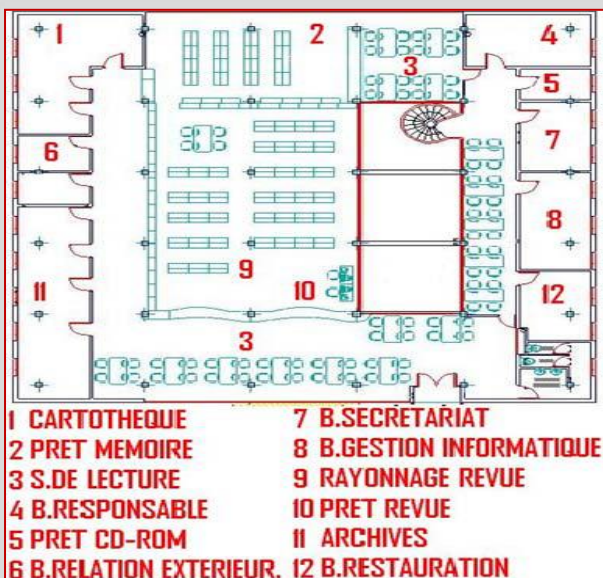 1
2
4
3
5
6
7
8
9
10
11
12
3
1 CARTOTHEQUE
2 PRET MEMOIRE
3 S.DE LECTURE
4 B.RESPONSABLE
5 PRET CD-ROM
6 B.RELATION EXTERIEUR.
7 B.SECRETARIAT
8 B.GESTION INFORMATIQUE
9 RAYONNAGE REVUE
10 PRET REVUE
11 ARCHIVES
12 B.RESTAURATION